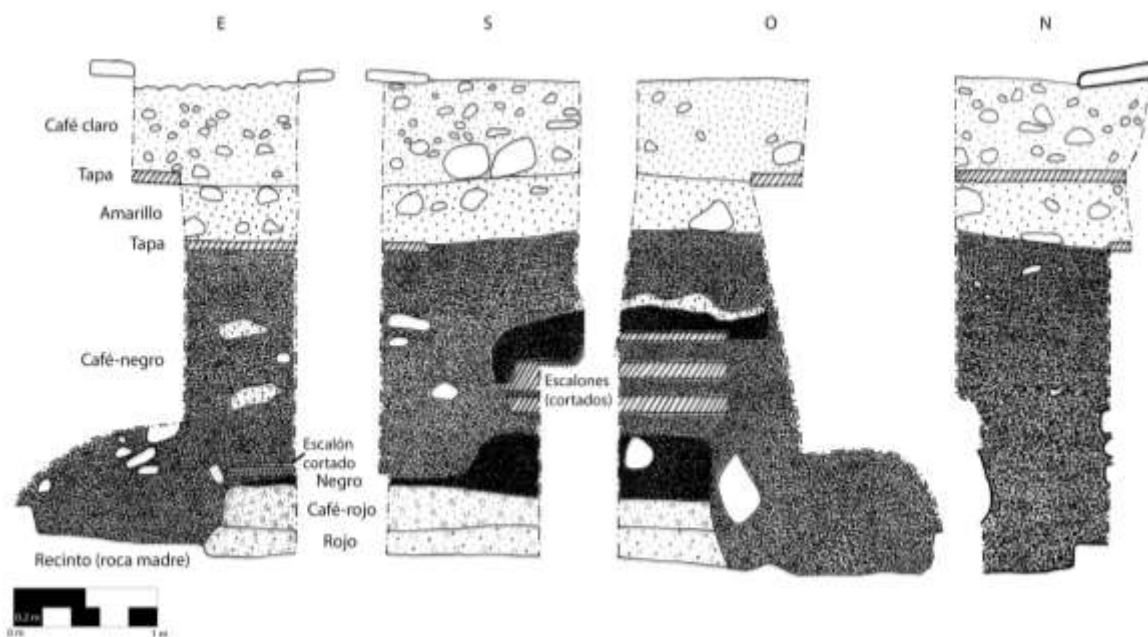 E S O N
Café claro
Tapa
Amarillo
Tapa
Café-negro
Escalones
(cortados)
Escalón
cortado
Negro
Café-rojo
Rojo
Recinto (roca madre)
0.2 m
0 m 1 m